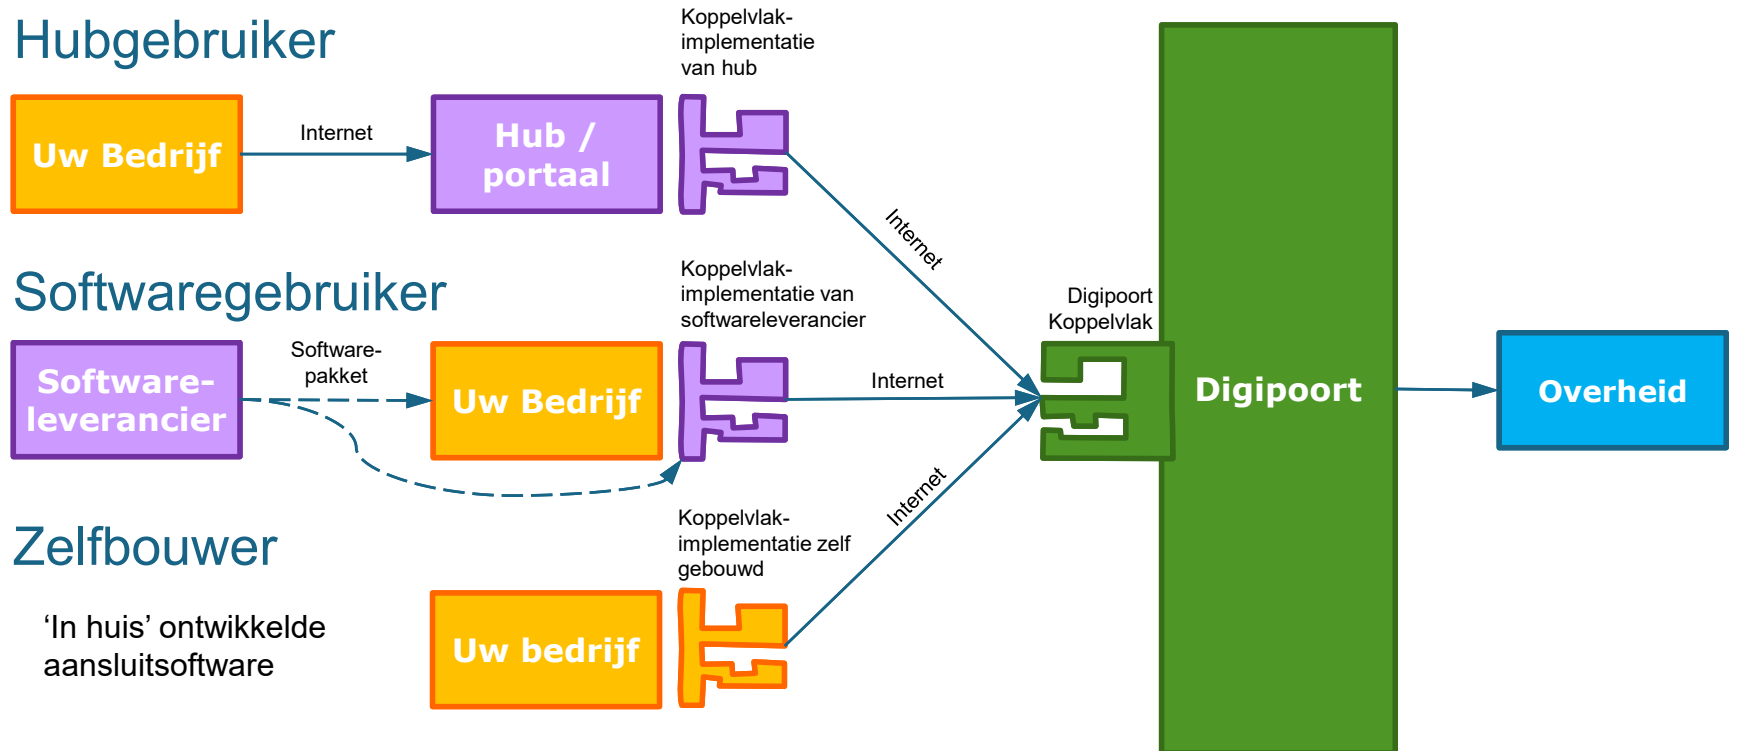 Hubgebruiker
Koppelvlak-
implementatie
van hub
Uw Bedrijf
Internet
Hub /
portaal
Internet
Softwaregebruiker
Koppelvlak-
implementatie van
softwareleverancier
Software-
leverancier
Software-
pakket
Uw Bedrijf
Internet
Digipoort
Koppelvlak
Digipoort
Overheid
Zelfbouwer
Koppelvlak-
implementatie zelf
gebouwd
Internet
‘In huis’ ontwikkelde
aansluitsoftware
Uw bedrijf